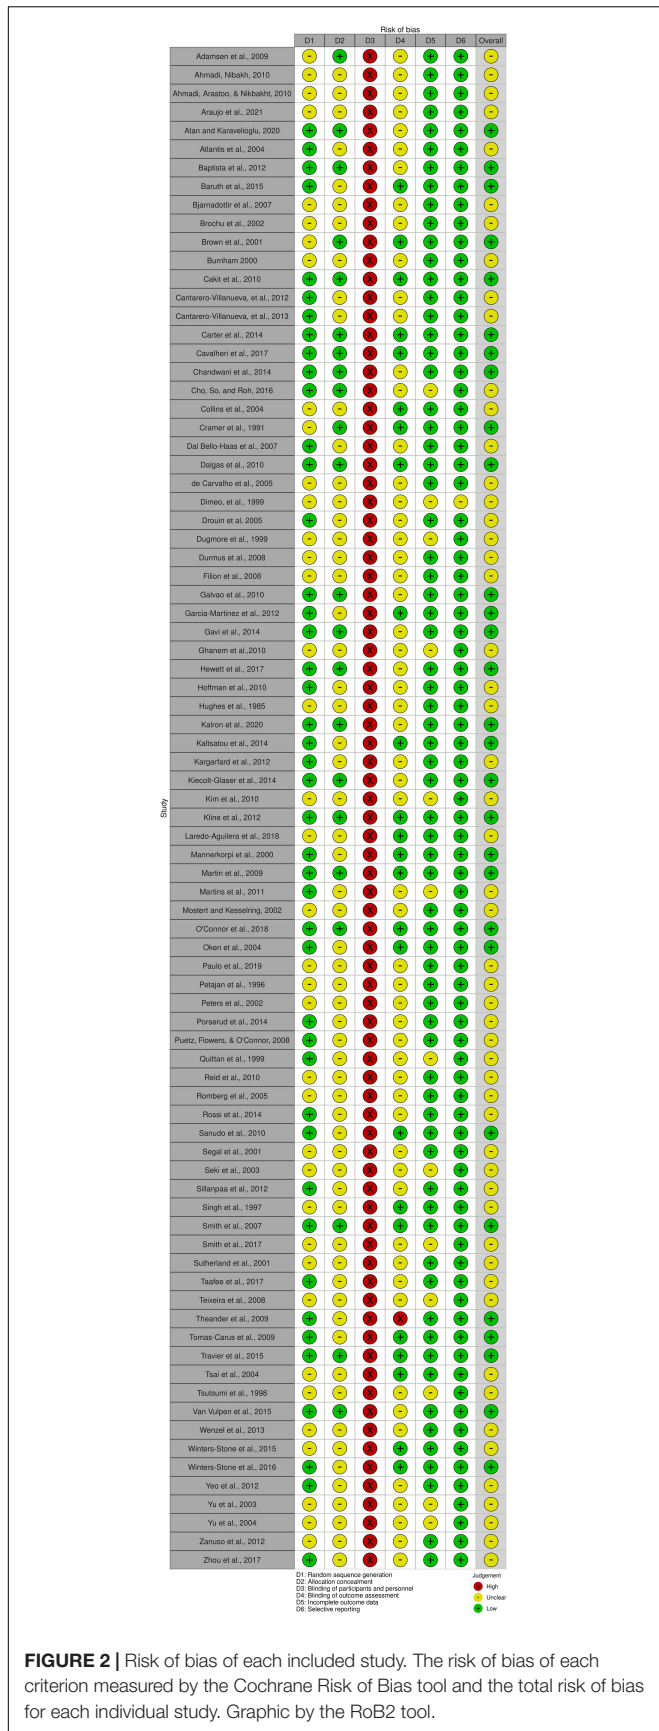 Risk of bias
D1 D2 D3 D4 D5 D6 Overall
Adamsen et al., 2009 - + X - + + -
Ahmadi, Nibakh, 2010 - - X - + + -
Ahmadi, Arastoo, & Nikbakht, 2010 - - X - + + -
Araujo et al., 2021 - - X - + + -
Atan and Karavelioglu, 2020 + + X - + + +
Atlantis et al., 2004 + - X - + + -
Baptista et al., 2012 + + X - + + +
Baruth et al., 2015 + - X + + + +
Bjarnadottir et al., 2007 - - X - + + -
Brochu et al., 2002 - - X - + + -
Brown et al., 2001 - + X + + + +
Burnham 2000 - - X - + + -
Cakit et al., 2010 + + X + + + +
Cantarero-Villanueva, et al., 2012 + - X - + + -
Cantarero-Villanueva, et al., 2013 + - X - + + -
Carter et al., 2014 + + X + + + +
Cavalheri et al., 2017 + + X + + + +
Chandwani et al., 2014 + + X - + + +
Cho, So, and Roh, 2016 + + X - - + -
Collins et al., 2004 - - X + + + -
Cramer et al., 1991 - + X + + + +
Dal Bello-Haas et al., 2007 + - X - + + -
Dalgas et al., 2010 + + X + + + +
de Carvalho et al., 2005 - - X - + + -
Dimeo, et al., 1999 - - X - - - -
Drouin et al, 2005 + - X - + + -
Dugmore et al., 1999 - - X - - + -
Durmus et al., 2008 - - X - + + -
Filion et al., 2008 - - X - + + -
Galvao et al., 2010 + + X - + + +
Garcia-Martinez et al., 2012 + - X + + + +
Gavi et al., 2014 + + X - + + +
Ghanem et al.,2010 - - X - - + -
Hewett et al., 2017 + + X - + + +
Hoffman et al., 2010 + - X - + + -
Hughes et al., 1985 - - X - + + -
Kalron et al., 2020 + + X - + + +
Kaltsatou et al., 2014 + - X + + + +
Kargarfard et al., 2012 + - X - + + -
Kiecolt-Glaser et al., 2014 + + X - + + +
Kim et al., 2010 - - X - - + -
Kline et al., 2012 + + X + + + +
Laredo-Aguilera et al., 2018 - - X + + + -
Mannerkorpi et al., 2000 + - X + + + +
Martin et al., 2009 + + X + + + +
Martins et al., 2011 + - X - - + -
Mostert and Kesselring, 2002 - - X - + + -
O'Connor et al., 2018 + + X + + + +
Oken et al., 2004 + - X + + + +
Paulo et al., 2019 - - X - + + -
Petajan et al., 1996 - - X - + + -
Peters et al., 2002 - - X - + + -
Porserud et al., 2014 + - X - + + -
Puetz, Flowers, & O'Connor, 2008 + - X - + + -
Quittan et al., 1999 + - X - - + -
Reid et al., 2010 - - X - + + -
Romberg et al., 2005 - - X - + + -
Rossi et al., 2014 + - X - + + -
Sanudo et al., 2010 + - X + + + +
Segal et al., 2001 - - X - + + -
Seki et al., 2003 - - X - - + -
Sillanpaa et al., 2012 + - X - + + -
Singh et al., 1997 - - X + + + -
Smith et al., 2007 + + X + + + +
Smith et al., 2017 - - X - - + -
Sutherland et al., 2001 - - X - + + -
Taafee et al., 2017 + - X - + + -
Teixeira et al., 2008 - - X - - + -
Theander et al., 2009 + - X X + + +
Tomas-Carus et al., 2009 + - X + + + +
Travier et al., 2015 + + X + + + +
Tsai et al., 2004 - - X + + + -
Tsutsumi et al., 1998 - - X - - + -
Van Vulpen et al., 2015 + + X - + + +
Wenzel et al., 2013 - - X - + + -
Winters-Stone et al., 2015 - - X + + + -
Winters-Stone et al., 2016 + - X + + + +
Yeo et al., 2012 + - X - + + -
Yu et al., 2003 - - X - - + -
Yu et al., 2004 - - X - - + -
Zanuso et al., 2012 - - X - + + -
Zhou et al., 2017 + - X - + + -
Study
D1: Random sequence generation
D2: Allocation concealment
D3: Blinding of participants and personnel
D4: Blinding of outcome assessment
D5: Incomplete outcome data
D6: Selective reporting
Judgement
X High
- Unclear
+ Low
FIGURE 2 | Risk of bias of each included study. The risk of bias of each
criterion measured by the Cochrane Risk of Bias tool and the total risk of bias
for each individual study. Graphic by the RoB2 tool.